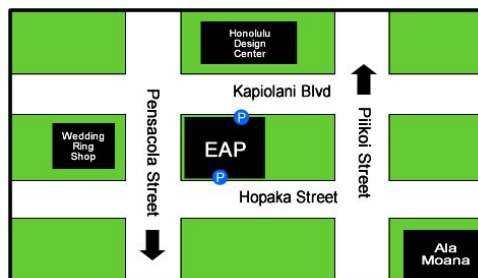 Honolulu
Design
Center
Kapiolani Blvd
Pensacola Street
Piikoi Street
P
Wedding
Ring
Shop
EAP
P
Hopaka Street
Ala
Moana